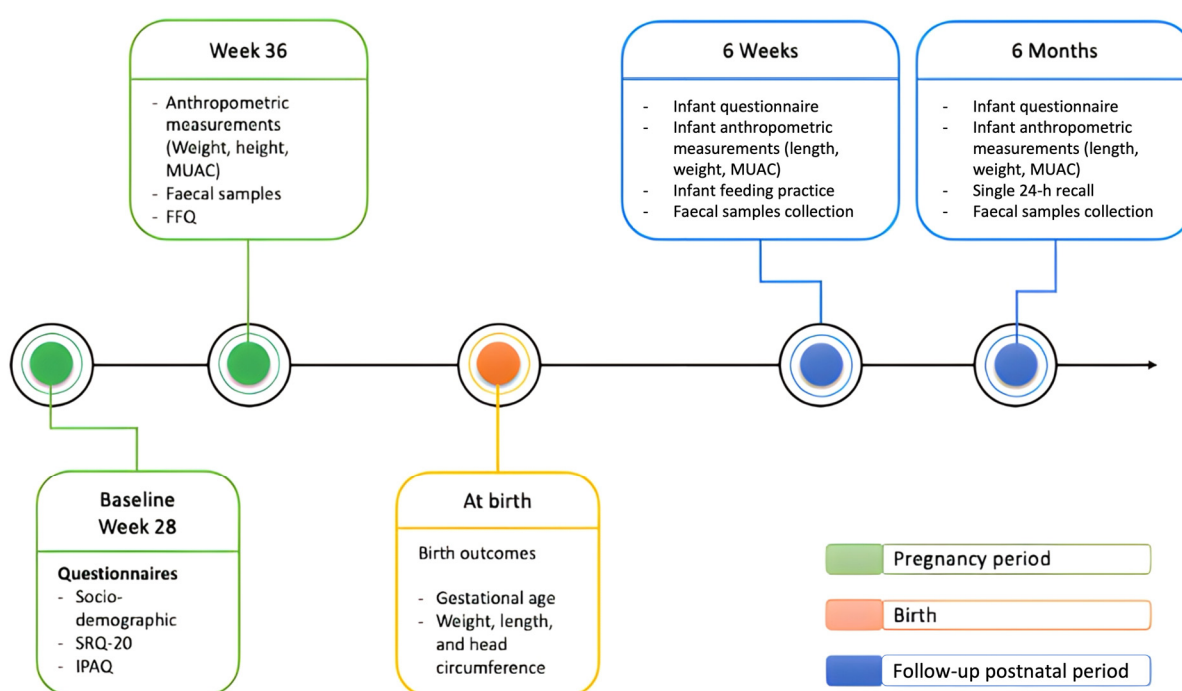 Week 36
- Anthropometric
measurements
(Weight, height,
MUAC)
- Faecal samples
- FFQ
6 Weeks
- Infant questionnaire
- Infant anthropometric
measurements (length,
weight, MUAC)
- Infant feeding practice
- Faecal samples collection
6 Months
- Infant questionnaire
- Infant anthropometric
measurements (length,
weight, MUAC)
- Single 24-h recall
- Faecal samples collection
Baseline
Week 28
Questionnaires
- Socio-
demographic
- SRQ-20
- IPAQ
At birth
Birth outcomes
- Gestational age
- Weight, length,
and head
circumference
Pregnancy period
Birth
Follow-up postnatal period